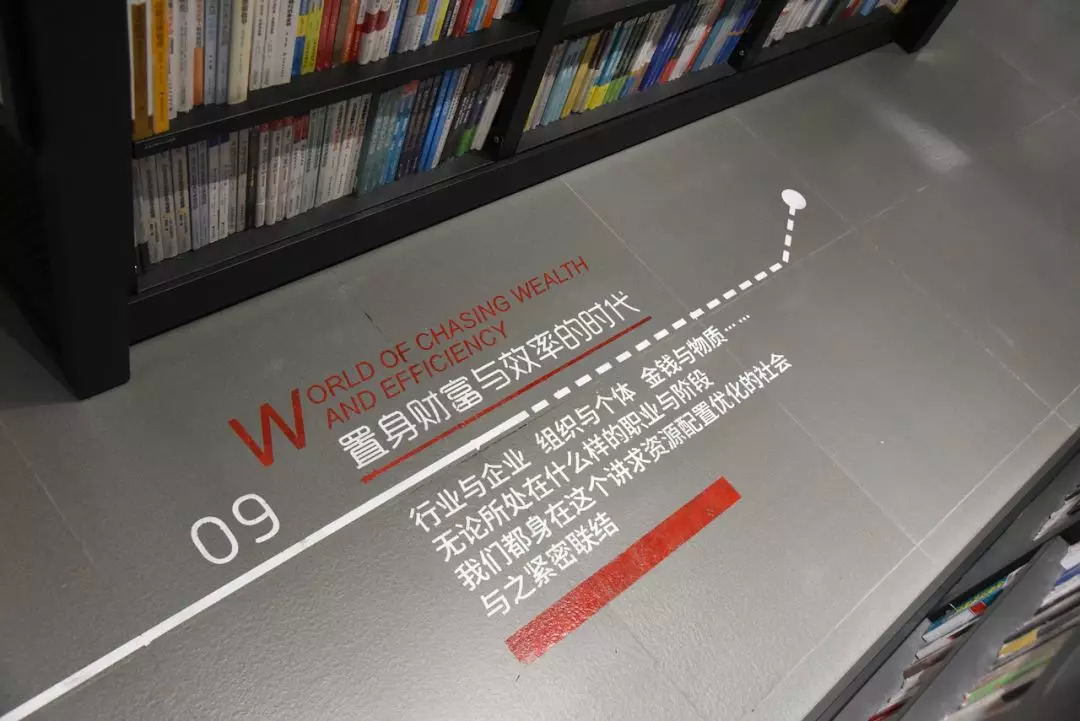 WORLD OF CHASING WEALTH
AND EFFICIENCY
置身财富与效率的时代
09
行业与企业 组织与个体 金钱与物质……
无论所处在什么样的职业与阶段
我们都身在这个讲求资源配置优化的社会
与之紧密联结